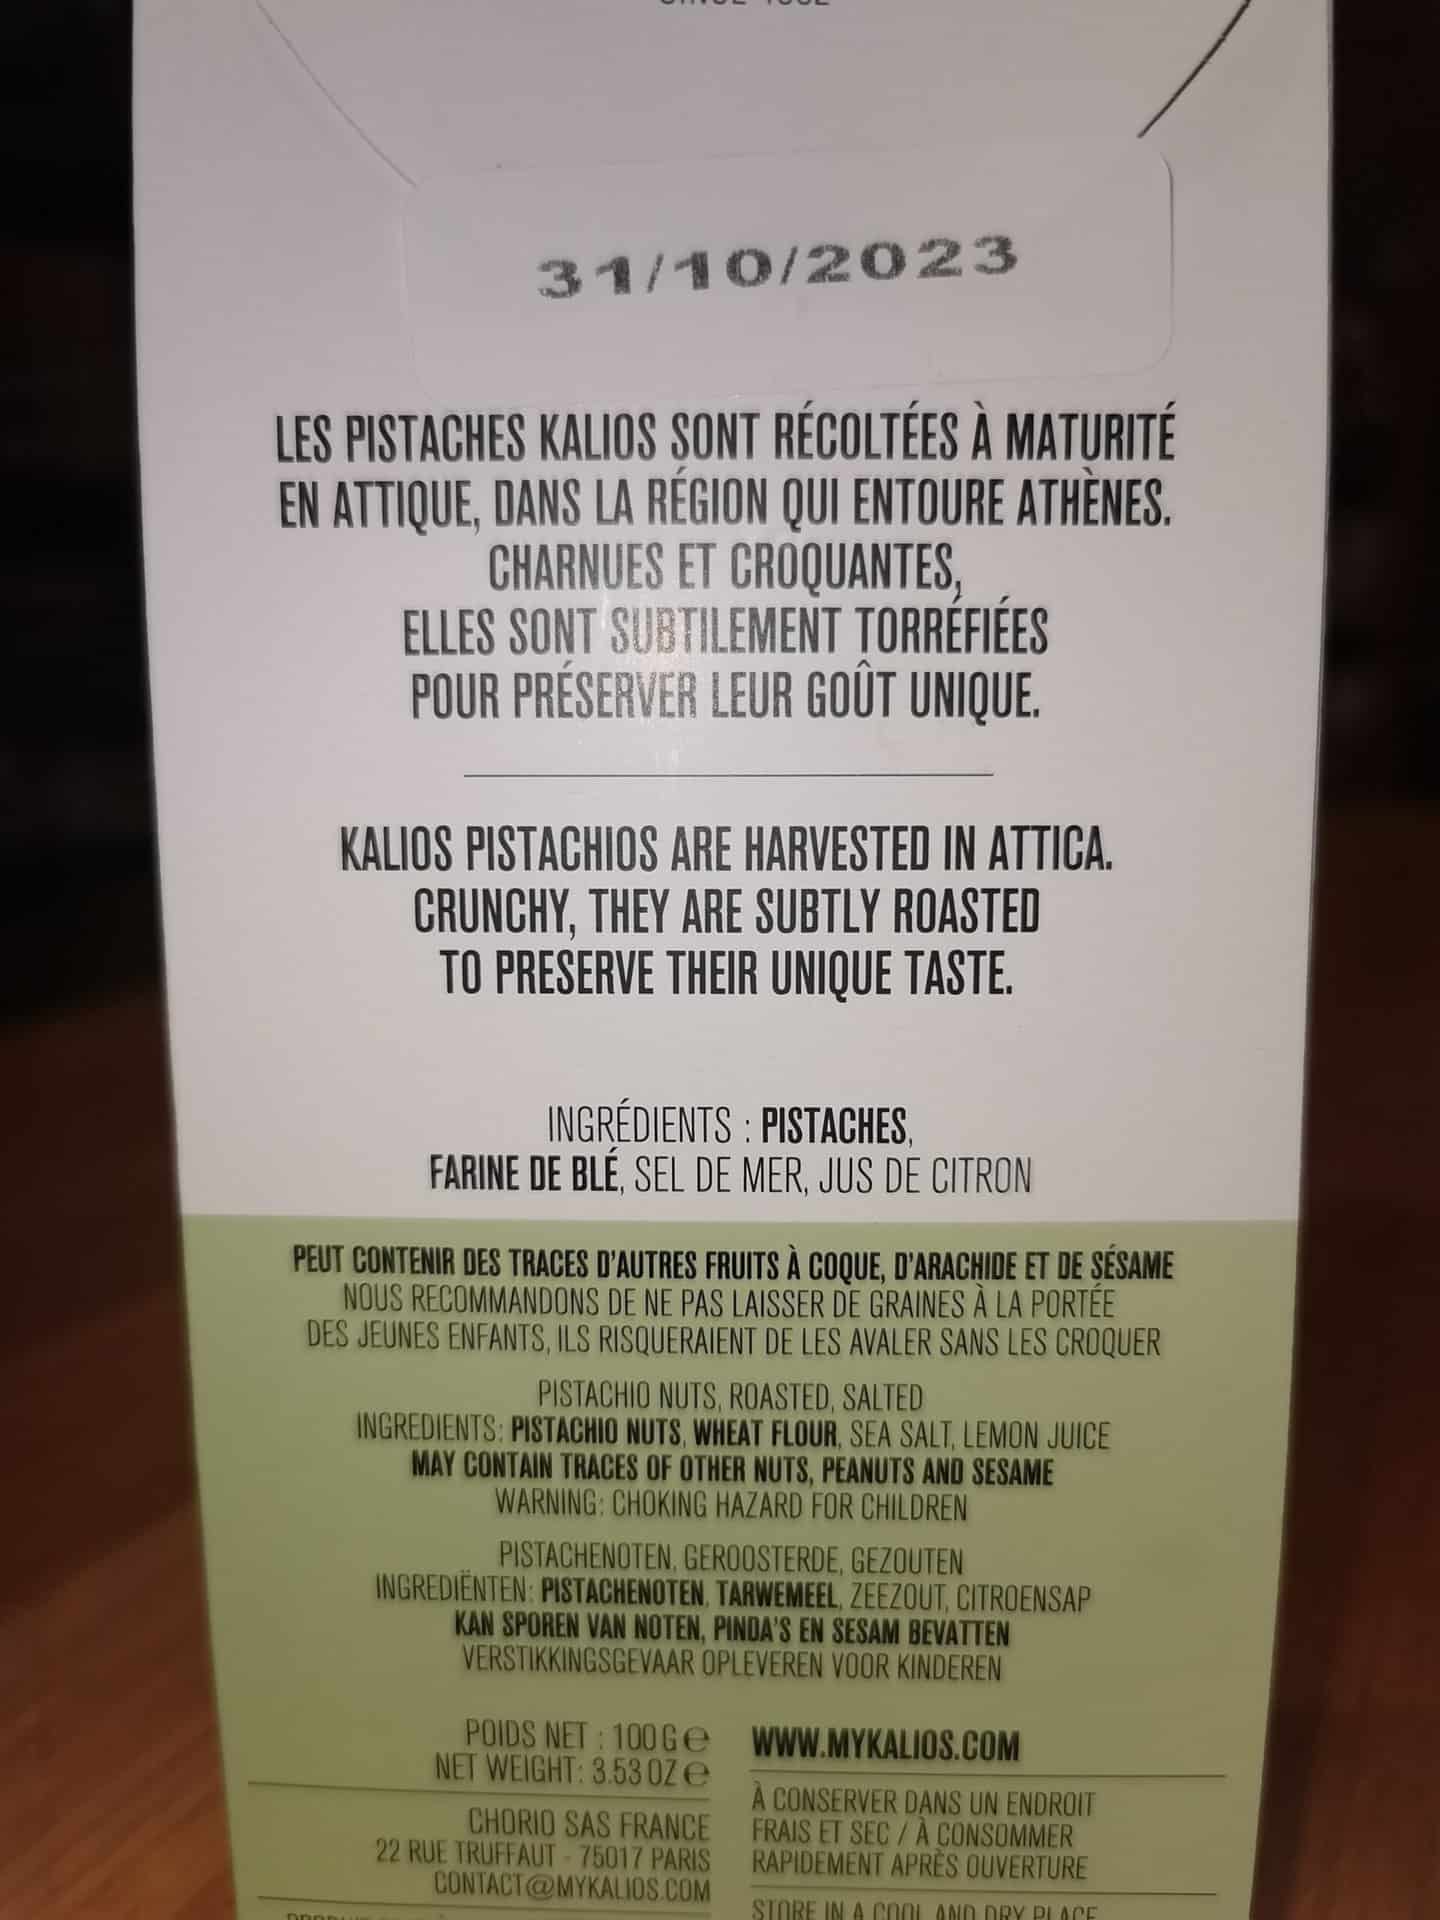 31/10/2023
LES PISTACHES KALIOS SONT RÉCOLTÉES À MATURITÉ
EN ATTIQUE, DANS LA RÉGION QUI ENTOURE ATHÈNES.
CHARNUES ET CROQUANTES,
ELLES SONT SUBTILEMENT TORRÉFIÉES
POUR PRÉSERVER LEUR GOÛT UNIQUE.
KALIOS PISTACHIOS ARE HARVESTED IN ATTICA.
CRUNCHY, THEY ARE SUBTLY ROASTED
TO PRESERVE THEIR UNIQUE TASTE.
INGRÉDIENTS : PISTACHES,
FARINE DE BLÉ, SEL DE MER, JUS DE CITRON
PEUT CONTENIR DES TRACES D'AUTRES FRUITS À COQUE, D'ARACHIDE ET DE SÉSAME
NOUS RECOMMANDONS DE NE PAS LAISSER DE GRAINES À LA PORTÉE
DES JEUNES ENFANTS, ILS RISQUERAIENT DE LES AVALER SANS LES CROQUER
PISTACHIO NUTS, ROASTED, SALTED
INGREDIENTS: PISTACHIO NUTS, WHEAT FLOUR, SEA SALT, LEMON JUICE
MAY CONTAIN TRACES OF OTHER NUTS, PEANUTS AND SESAME
WARNING: CHOKING HAZARD FOR CHILDREN
PISTACHENOTEN, GEROOSTERDE, GEZOUTEN
INGREDIËNTEN: PISTACHENOTEN, TARWEMEEL, ZEEZOUT, CITROENSAP
KAN SPOREN VAN NOTEN, PINDA'S EN SESAM BEVATTEN
VERSTIKKINGSGEVAAR OPLEVEREN VOOR KINDEREN
POIDS NET : 100 G e
NET WEIGHT: 3.53 OZ e
CHORIO SAS FRANCE
22 RUE TRUFFAUT - 75017 PARIS
CONTACT@MYKALIOS.COM
WWW.MYKALIOS.COM
À CONSERVER DANS UN ENDROIT
FRAIS ET SEC / À CONSOMMER
RAPIDEMENT APRÈS OUVERTURE
STORE IN A COOL AND DRY PLACE